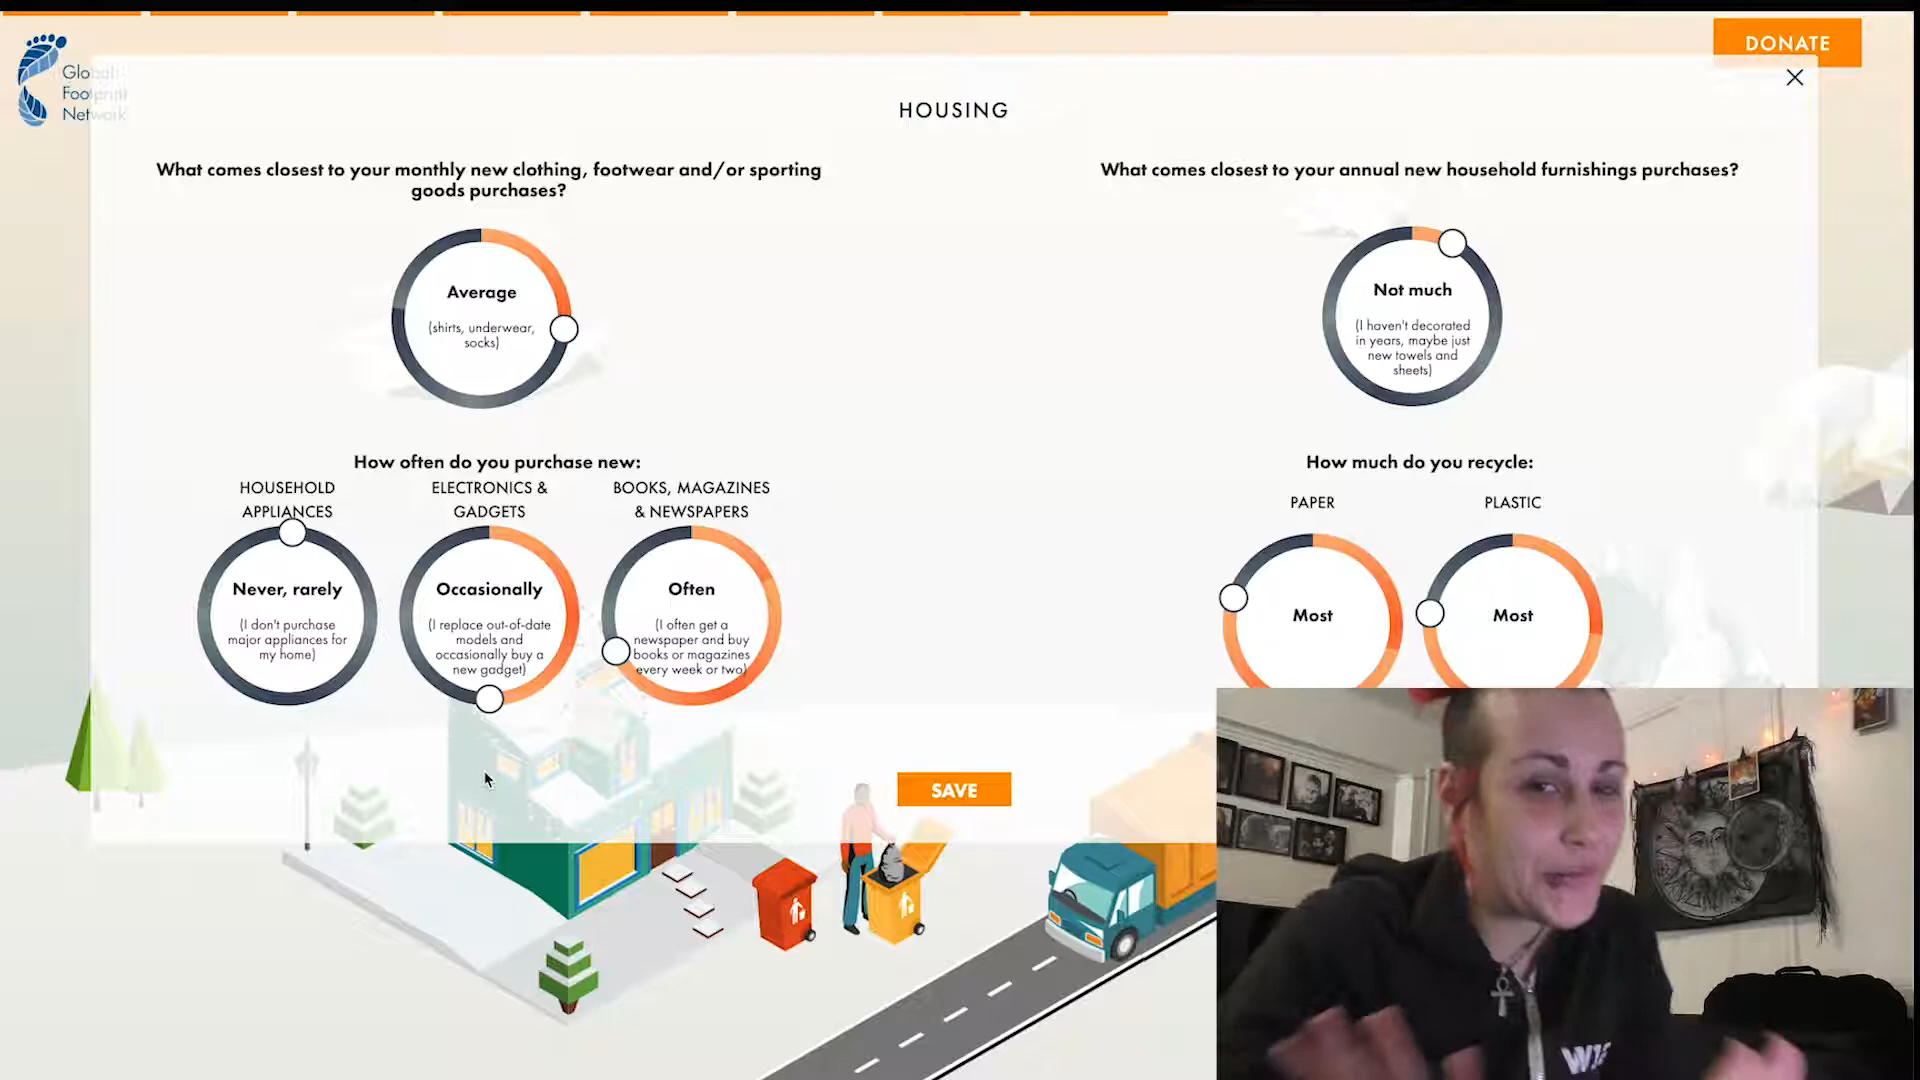 DONATE
Global
Footprint
Network
HOUSING
What comes closest to your monthly new clothing, footwear and/or sporting
goods purchases?
Average
(shirts, underwear,
socks)
What comes closest to your annual new household furnishings purchases?
Not much
(I haven't decorated
in years, maybe just
new towels and
sheets)
How often do you purchase new:
HOUSEHOLD
APPLIANCES
Never, rarely
(I don't purchase
major appliances for
my home)
ELECTRONICS &
GADGETS
Occasionally
(I replace out-of-date
models and
occasionally buy a
new gadget)
BOOKS, MAGAZINES
& NEWSPAPERS
Often
(I often get a
newspaper and buy
books or magazines
every week or two)
How much do you recycle:
PAPER
Most
PLASTIC
Most
SAVE